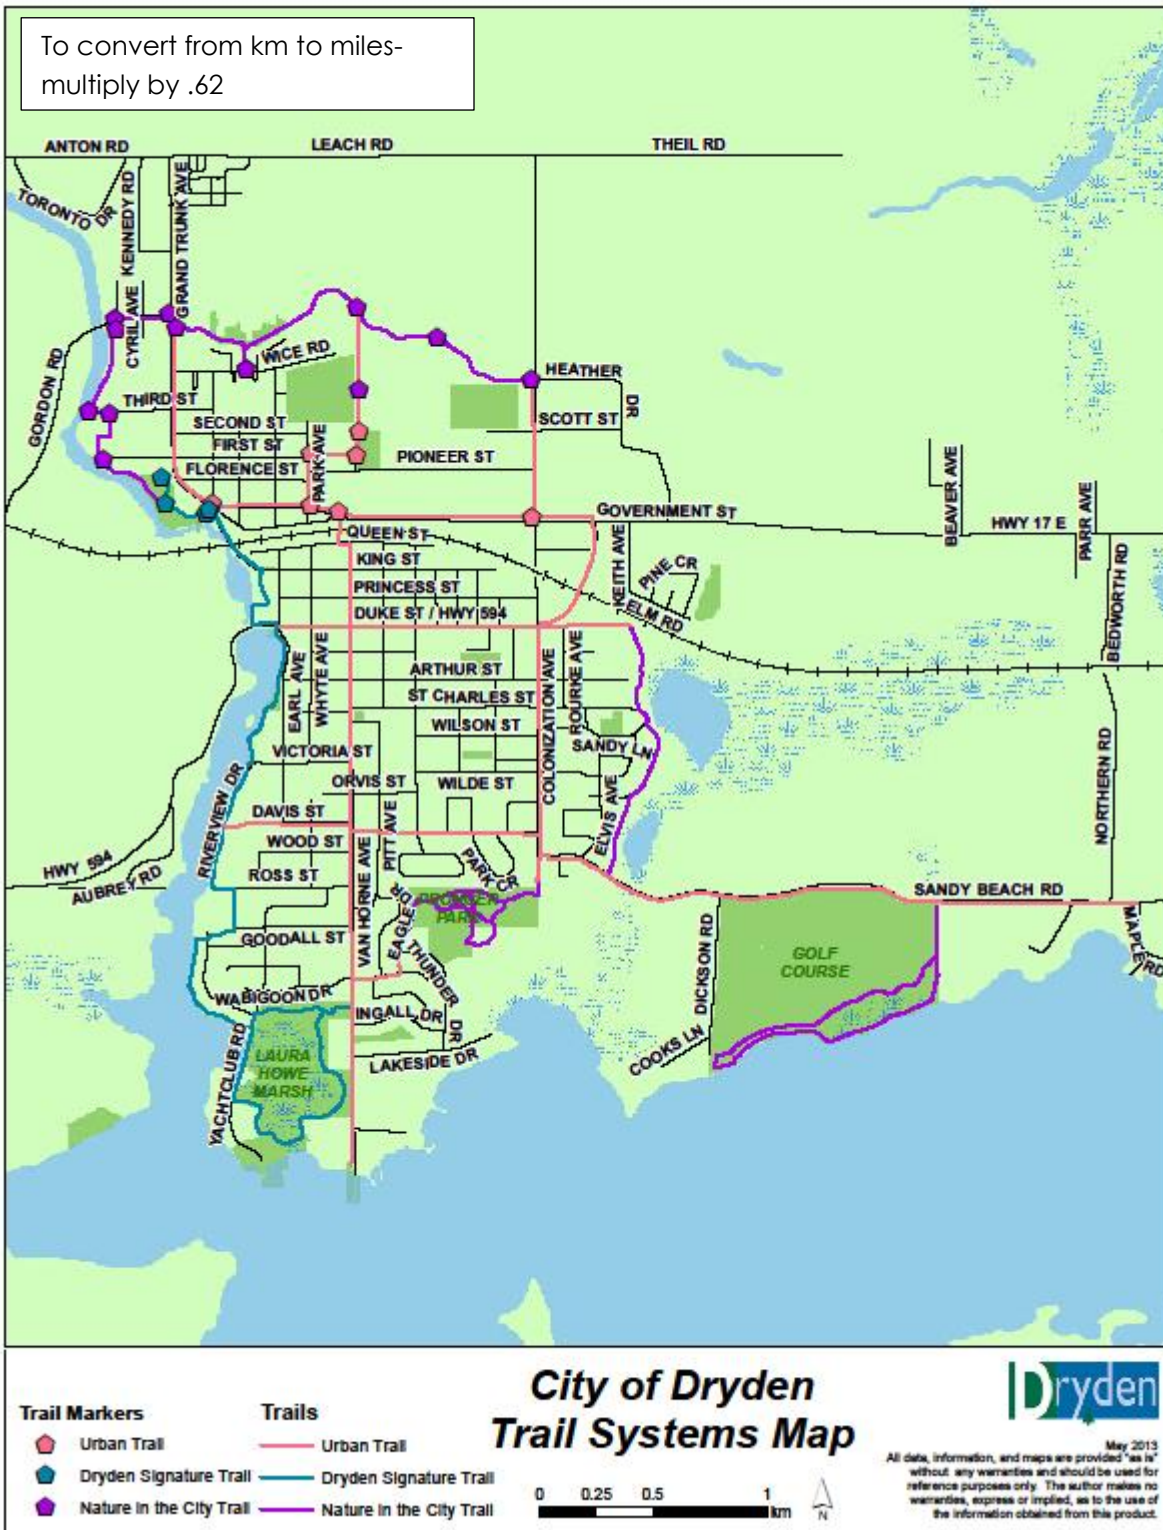 To convert from km to miles-
multiply by .62
ANTON RD
LEACH RD
THEIL RD
TORONTO DR
KENNEDY RD
GRAND TRUNK AVE
CYRIL AVE
GORDON RD
WICE RD
HEATHER
DR
THIRD ST
SCOTT ST
SECOND ST
FIRST ST
PARK AVE
PIONEER ST
FLORENCE ST
BEAVER AVE
PARR AVE
GOVERNMENT ST
HWY 17 E
QUEEN ST
KING ST
KEITH AVE
PINE CR
BEDWORTH RD
PRINCESS ST
DUKE ST / HWY 594
ELM RD
EARL AVE
WHYTE AVE
ARTHUR ST
COLONIZATION AVE
ROURKE AVE
ST CHARLES ST
WILSON ST
SANDY LN
VICTORIA ST
NORTHERN RD
ORVIS ST
WILDE ST
RIVERVIEW DR
DAVIS ST
PITT AVE
ELVIS AVE
WOOD ST
HWY 594
AUBREY RD
ROSS ST
VAN HORNE AVE
PARK CR
SANDY BEACH RD
EAGLE DR
PARK
MAPLE RD
GOODALL ST
THUNDER
DR
DICKSON RD
GOLF
COURSE
WABIGOON DR
INGALL DR
COOKS LN
YACHTCLUB RD
LAURA
HOWE
MARSH
LAKESIDE DR
City of Dryden
Trail Systems Map
Dryden
Trail Markers
Trails
Urban Trail
Urban Trail
Dryden Signature Trail
Dryden Signature Trail
Nature in the City Trail
Nature in the City Trail
0 0.25 0.5 1
km
N
May 2013
All data, information, and maps are provided "as is"
without any warranties and should be used for
reference purposes only. The author makes no
warranties, express or implied, as to the use of
the information obtained from this product.